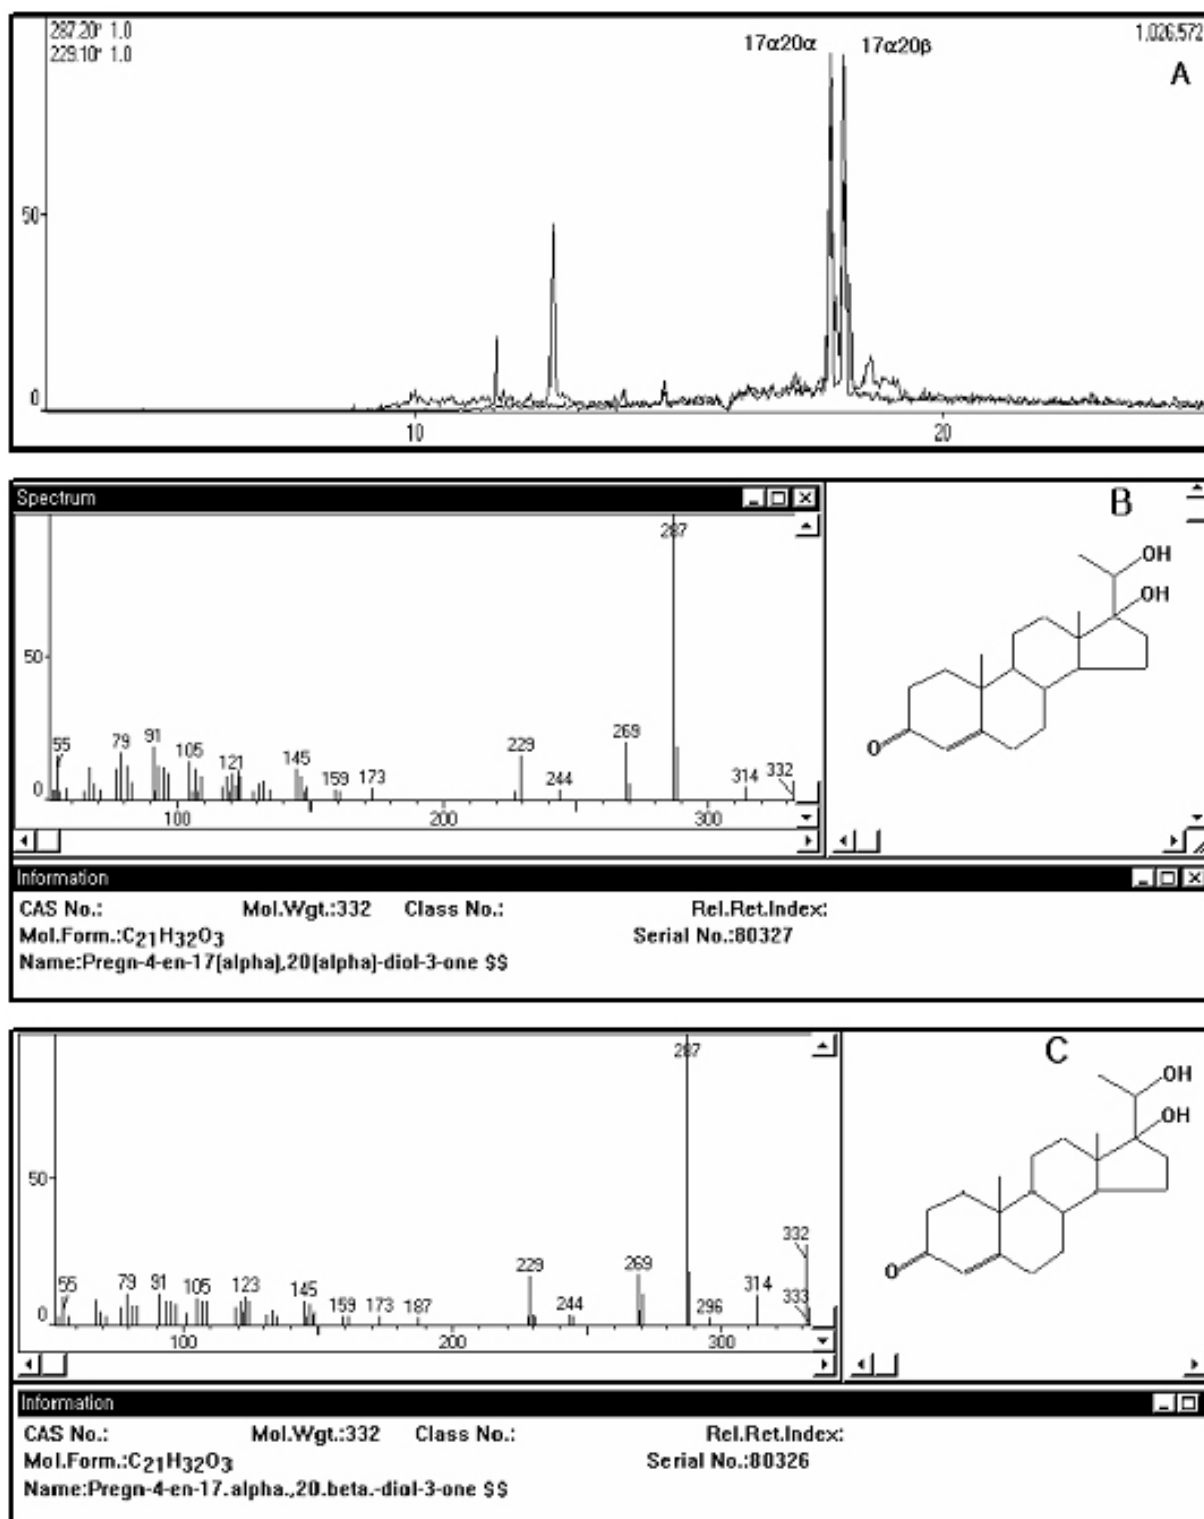 287.20* 1.0
1,026,572
229.10* 1.0
17α20α
17α20β
A
50
0
10
20
Spectrum
B
287
50
55
79
91
105
121
145
159
173
229
244
269
314
332
0
100
200
300
OH
OH
O
Information
CAS No.: Mol.Wgt.:332 Class No.: Rel.Ret.Index:
Mol.Form.:C21H32O3 Serial No.:80327
Name:Pregn-4-en-17(alpha),20(alpha)-diol-3-one $$
C
287
50
55
79
91
105
123
145
159
173
187
229
244
269
296
314
332
333
0
100
200
300
OH
OH
O
Information
CAS No.: Mol.Wgt.:332 Class No.: Rel.Ret.Index:
Mol.Form.:C21H32O3 Serial No.:80326
Name:Pregn-4-en-17.alpha.,20.beta.-diol-3-one $$